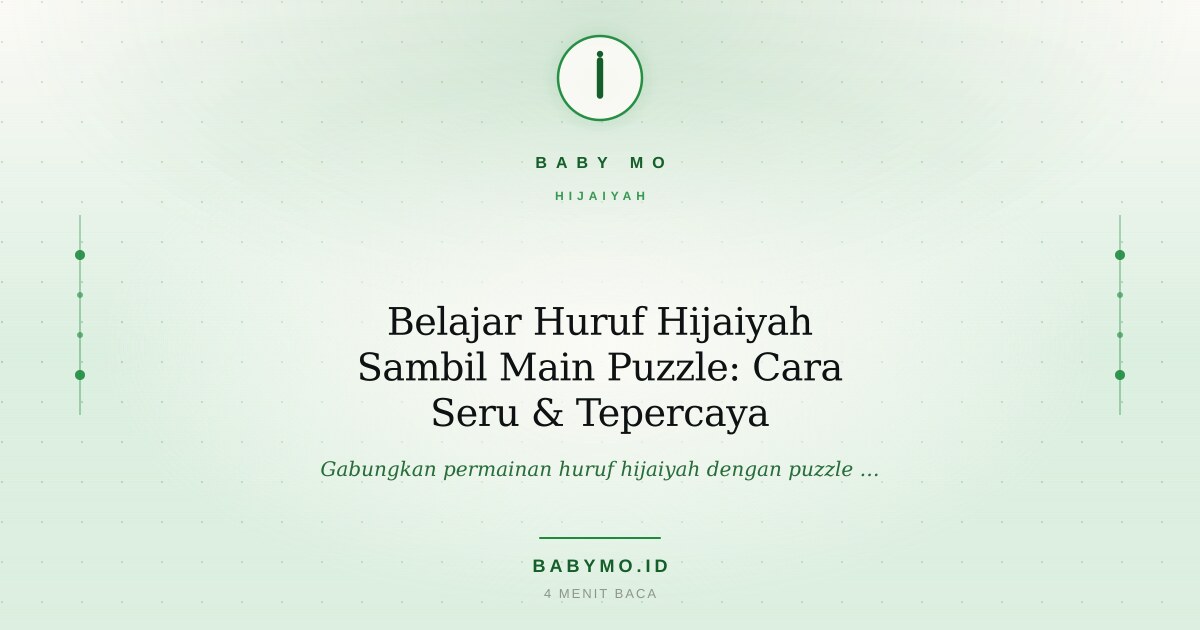 BABY MO
HIJAIYAH
Belajar Huruf Hijaiyah
Sambil Main Puzzle: Cara
Seru & Tepercaya
Gabungkan permainan huruf hijaiyah dengan puzzle ...
BABYMO.ID
4 MENIT BACA